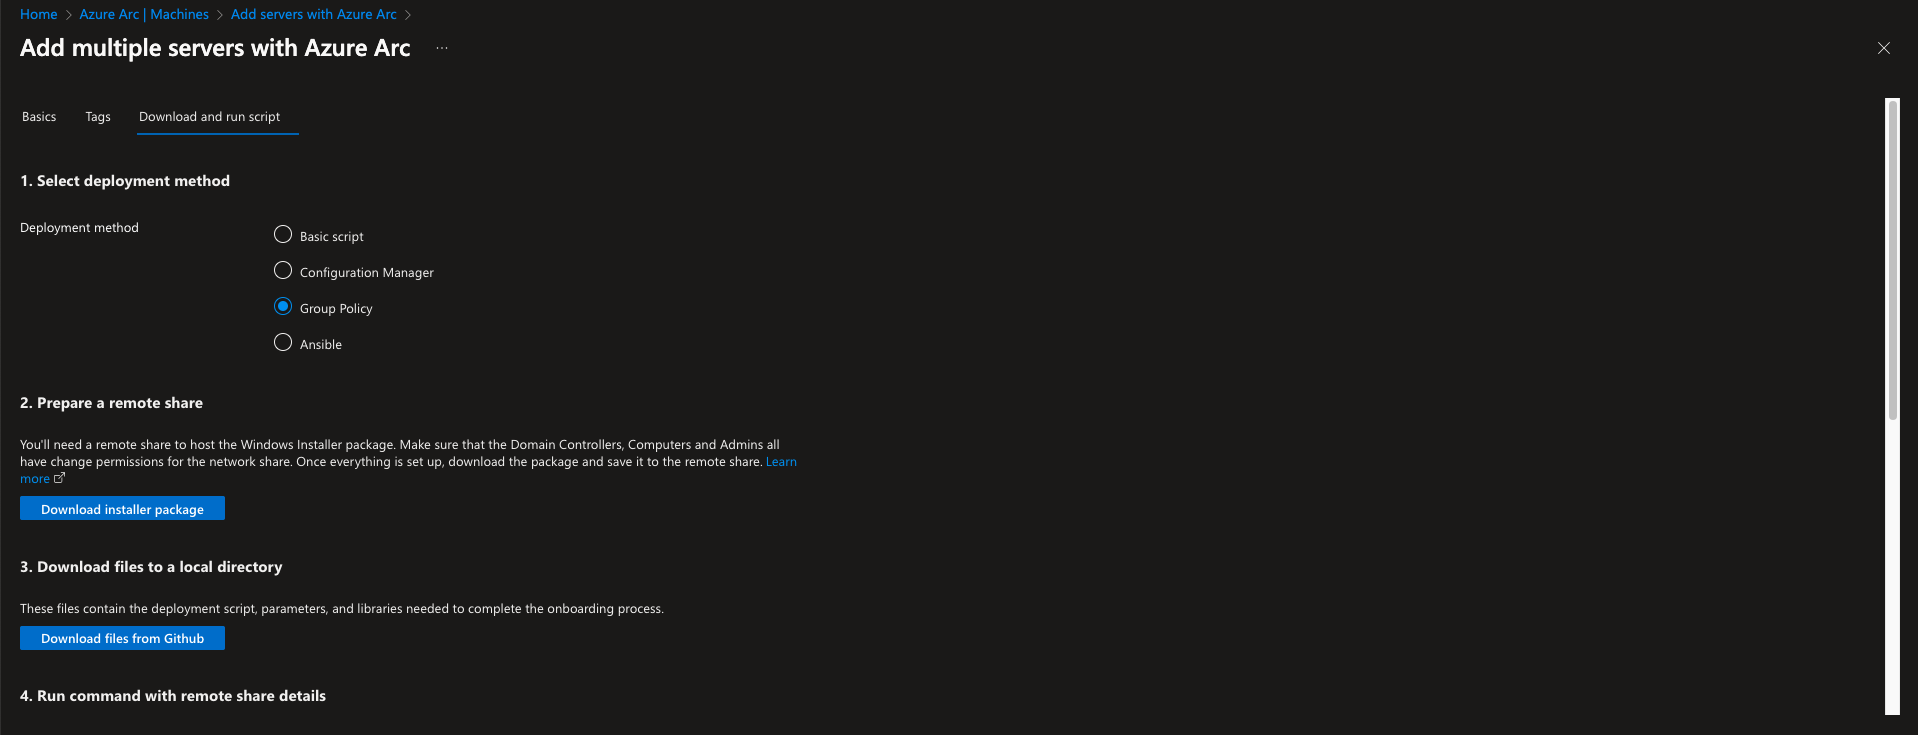 Home > Azure Arc | Machines > Add servers with Azure Arc >
Add multiple servers with Azure Arc ...
Basics Tags Download and run script
1. Select deployment method
Deployment method
Basic script
Configuration Manager
Group Policy
Ansible
2. Prepare a remote share
You'll need a remote share to host the Windows Installer package. Make sure that the Domain Controllers, Computers and Admins all
have change permissions for the network share. Once everything is set up, download the package and save it to the remote share. Learn
more
Download installer package
3. Download files to a local directory
These files contain the deployment script, parameters, and libraries needed to complete the onboarding process.
Download files from Github
4. Run command with remote share details